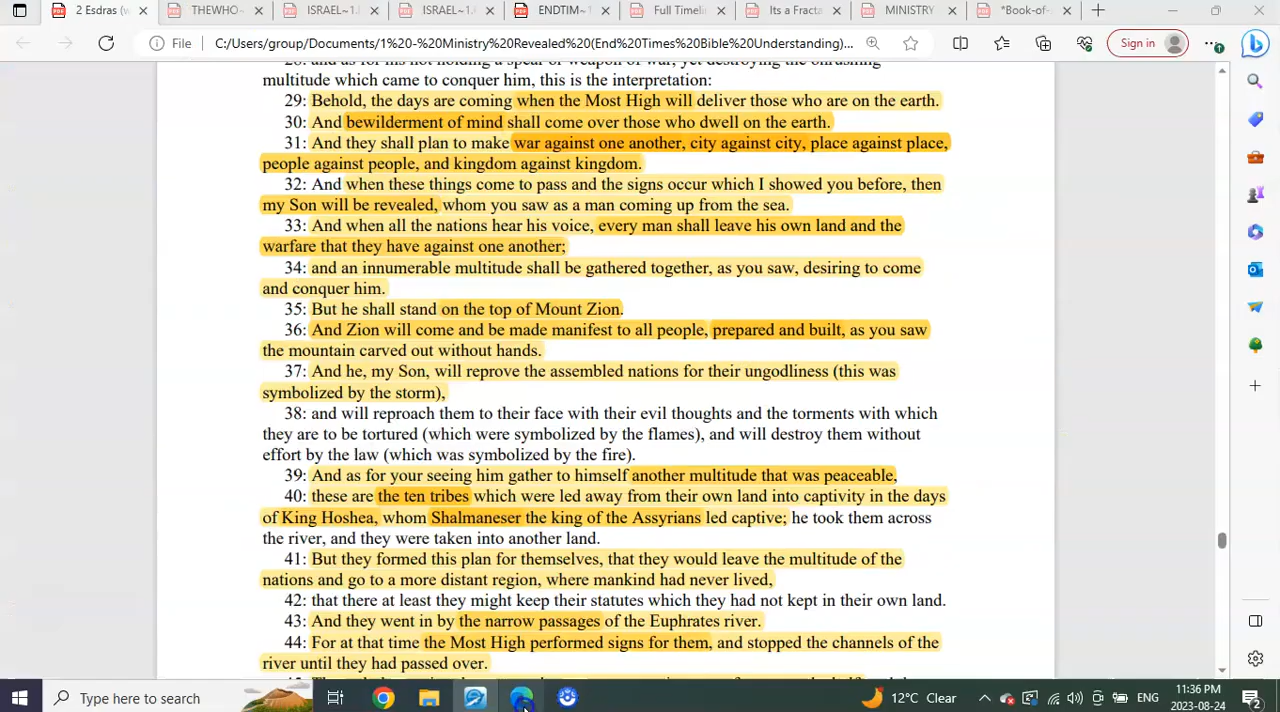 2 Esdras (w
THEWHO~
ISRAEL~1.
ISRAEL~1.
ENDTIM~
Full Timeli
Its a Fracta
MINISTRY
*Book-of-
File
C:/Users/group/Documents/1%20-%20Ministry%20Revealed%20(End%20Times%20Bible%20Understanding)...
Sign in
28: and as for his not holding a spear or weapon of war, yet destroying the onrushing
multitude which came to conquer him, this is the interpretation:
29: Behold, the days are coming when the Most High will deliver those who are on the earth.
30: And bewilderment of mind shall come over those who dwell on the earth.
31: And they shall plan to make war against one another, city against city, place against place,
people against people, and kingdom against kingdom.
32: And when these things come to pass and the signs occur which I showed you before, then
my Son will be revealed, whom you saw as a man coming up from the sea.
33: And when all the nations hear his voice, every man shall leave his own land and the
warfare that they have against one another;
34: and an innumerable multitude shall be gathered together, as you saw, desiring to come
and conquer him.
35: But he shall stand on the top of Mount Zion.
36: And Zion will come and be made manifest to all people, prepared and built, as you saw
the mountain carved out without hands.
37: And he, my Son, will reprove the assembled nations for their ungodliness (this was
symbolized by the storm),
38: and will reproach them to their face with their evil thoughts and the torments with which
they are to be tortured (which were symbolized by the flames), and will destroy them without
effort by the law (which was symbolized by the fire).
39: And as for your seeing him gather to himself another multitude that was peaceable,
40: these are the ten tribes which were led away from their own land into captivity in the days
of King Hoshea, whom Shalmaneser the king of the Assyrians led captive; he took them across
the river, and they were taken into another land.
41: But they formed this plan for themselves, that they would leave the multitude of the
nations and go to a more distant region, where mankind had never lived,
42: that there at least they might keep their statutes which they had not kept in their own land.
43: And they went in by the narrow passages of the Euphrates river.
44: For at that time the Most High performed signs for them, and stopped the channels of the
river until they had passed over.
Type here to search
12°C Clear
ENG
11:36 PM
2023-08-24
2